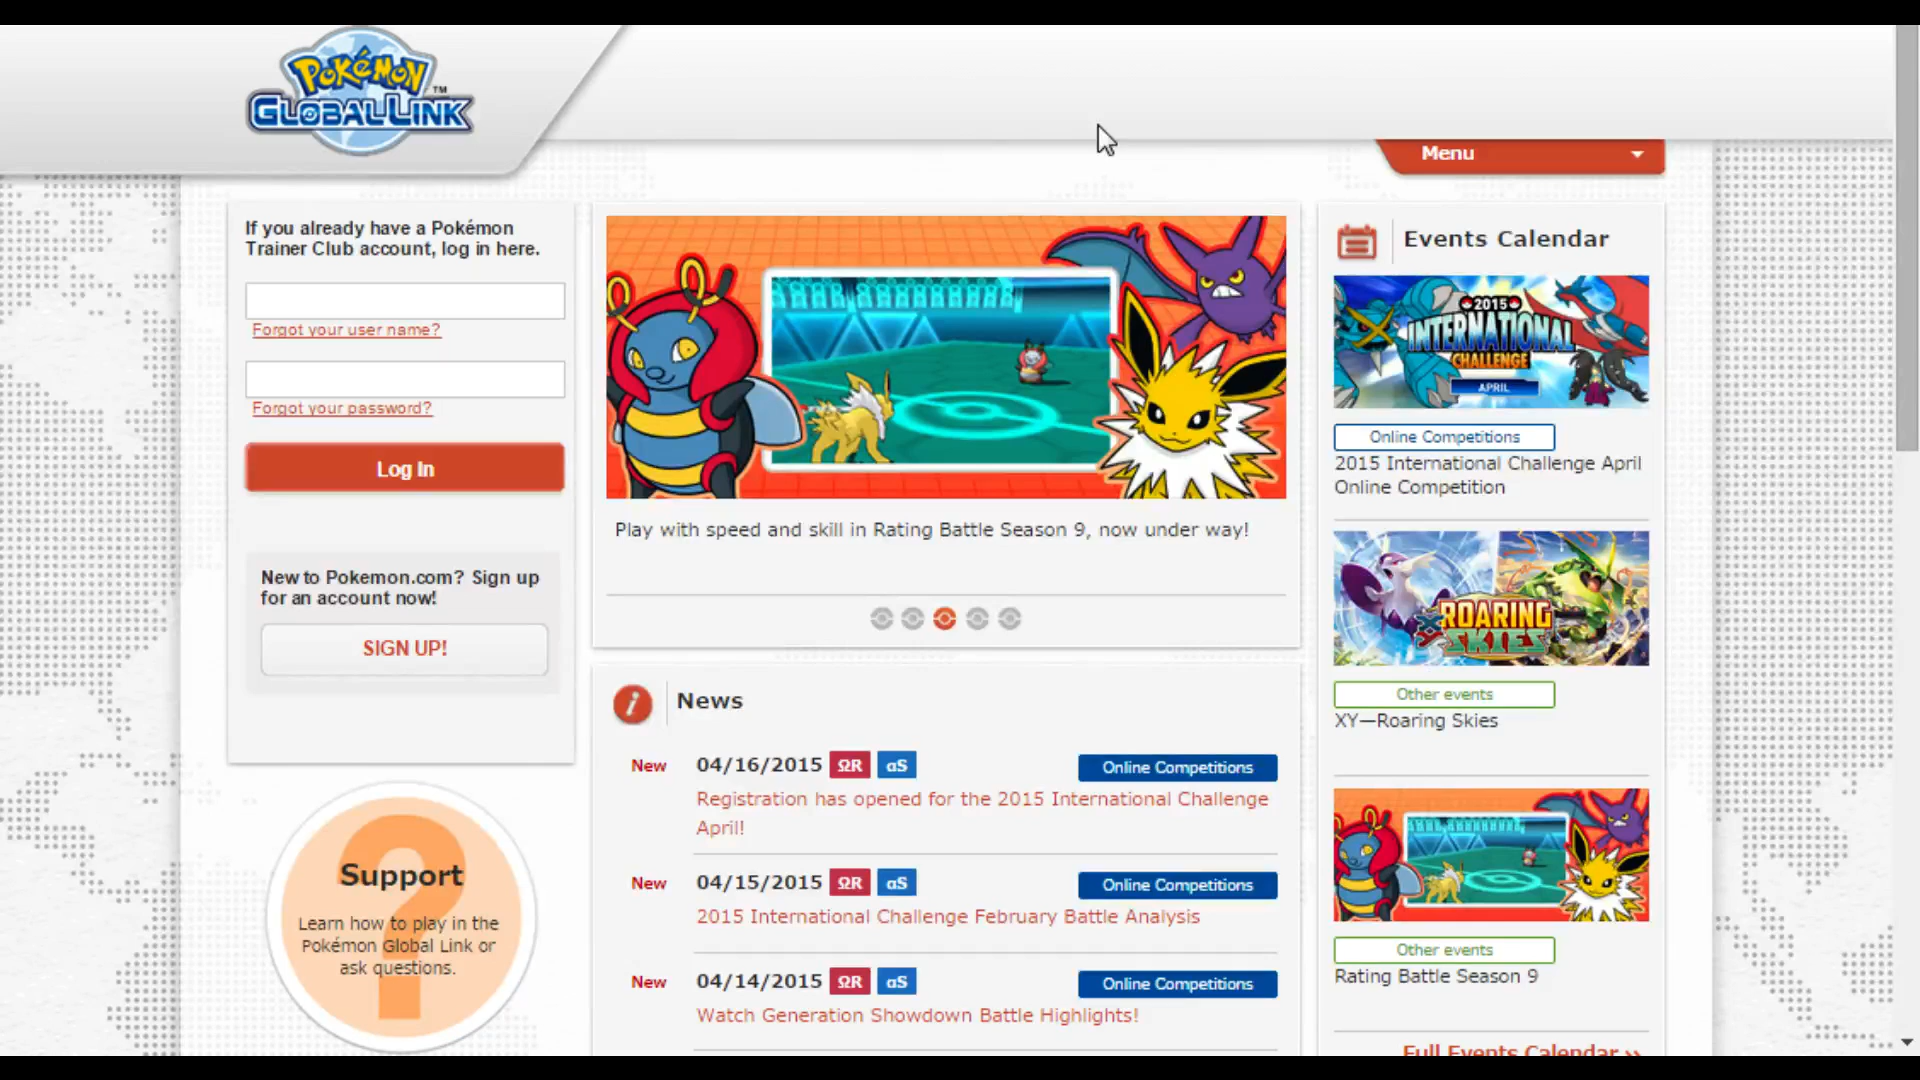 POKÉMON
GLOBAL LINK™
Menu
If you already have a Pokémon
Trainer Club account, log in here.
Forgot your user name?
Forgot your password?
Log In
New to Pokemon.com? Sign up
for an account now!
SIGN UP!
Support
Learn how to play in the
Pokémon Global Link or
ask questions.
Play with speed and skill in Rating Battle Season 9, now under way!
News
New 04/16/2015 ΩR αS Online Competitions
Registration has opened for the 2015 International Challenge
April!
New 04/15/2015 ΩR αS Online Competitions
2015 International Challenge February Battle Analysis
New 04/14/2015 ΩR αS Online Competitions
Watch Generation Showdown Battle Highlights!
Events Calendar
2015
INTERNATIONAL
CHALLENGE
APRIL
Online Competitions
2015 International Challenge April
Online Competition
XY
ROARING
SKIES
Other events
XY—Roaring Skies
Other events
Rating Battle Season 9
Full Events Calendar ››